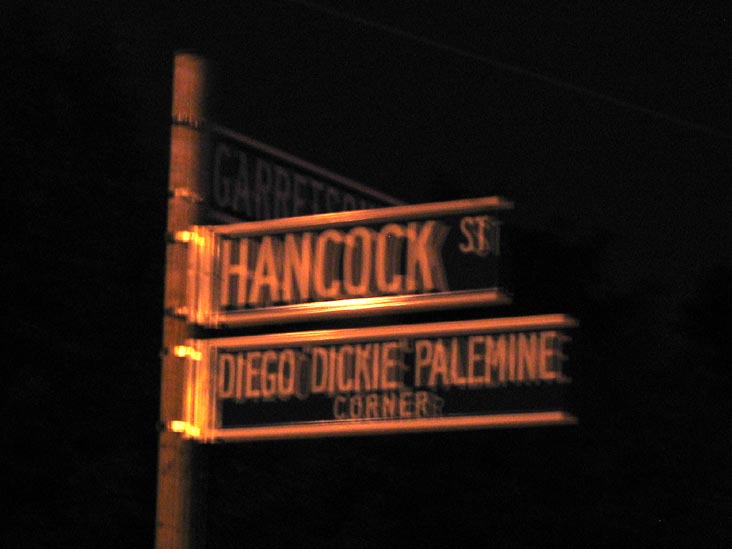 GARRETSON
HANCOCK ST
DIEGO "DICKIE" PALEMINE
CORNER